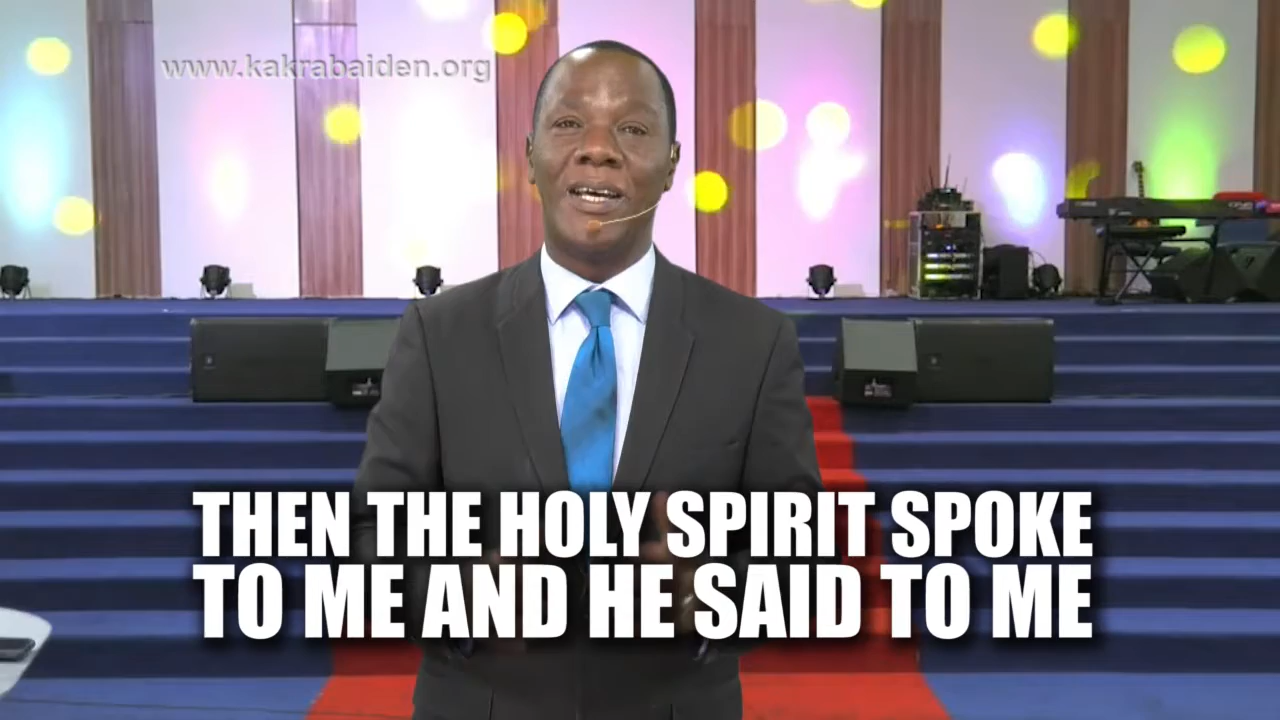 www.kakrabaiden.org
THEN THE HOLY SPIRIT SPOKE
TO ME AND HE SAID TO ME